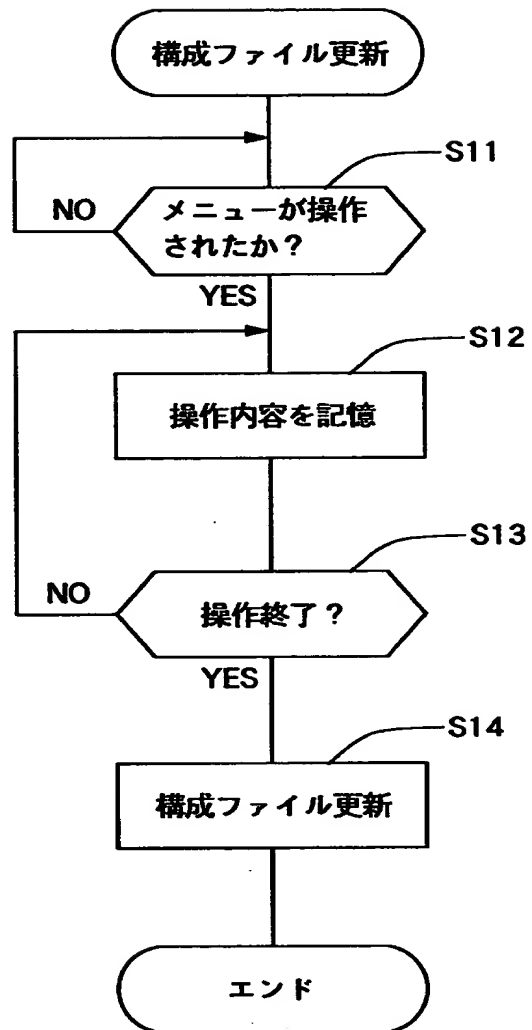 構成ファイル更新
S11
NO
メニューが操作
されたか？
YES
S12
操作内容を記憶
S13
NO
操作終了？
YES
S14
構成ファイル更新
エンド